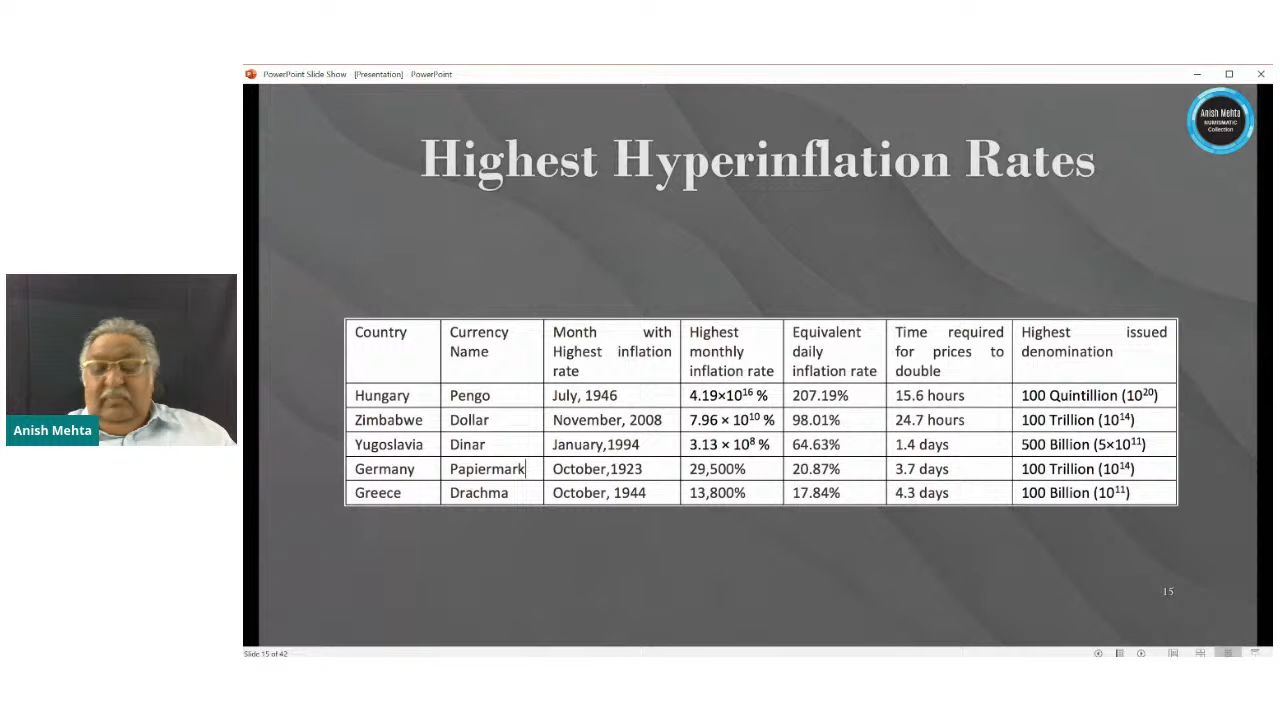 PowerPoint Slide Show [Presentation] PowerPoint
Anish Mehta
NUMISMATIC
Collection
Highest Hyperinflation Rates
Country Currency Name Month with Highest inflation rate Highest monthly inflation rate Equivalent daily inflation rate Time required for prices to double Highest issued denomination
Hungary Pengo July, 1946 4.19×10¹⁶ % 207.19% 15.6 hours 100 Quintillion (10²⁰)
Zimbabwe Dollar November, 2008 7.96 × 10¹⁰ % 98.01% 24.7 hours 100 Trillion (10¹⁴)
Yugoslavia Dinar January,1994 3.13 × 10⁸ % 64.63% 1.4 days 500 Billion (5×10¹¹)
Germany Papiermark October,1923 29,500% 20.87% 3.7 days 100 Trillion (10¹⁴)
Greece Drachma October, 1944 13,800% 17.84% 4.3 days 100 Billion (10¹¹)
Anish Mehta
15
Slide 15 of 42